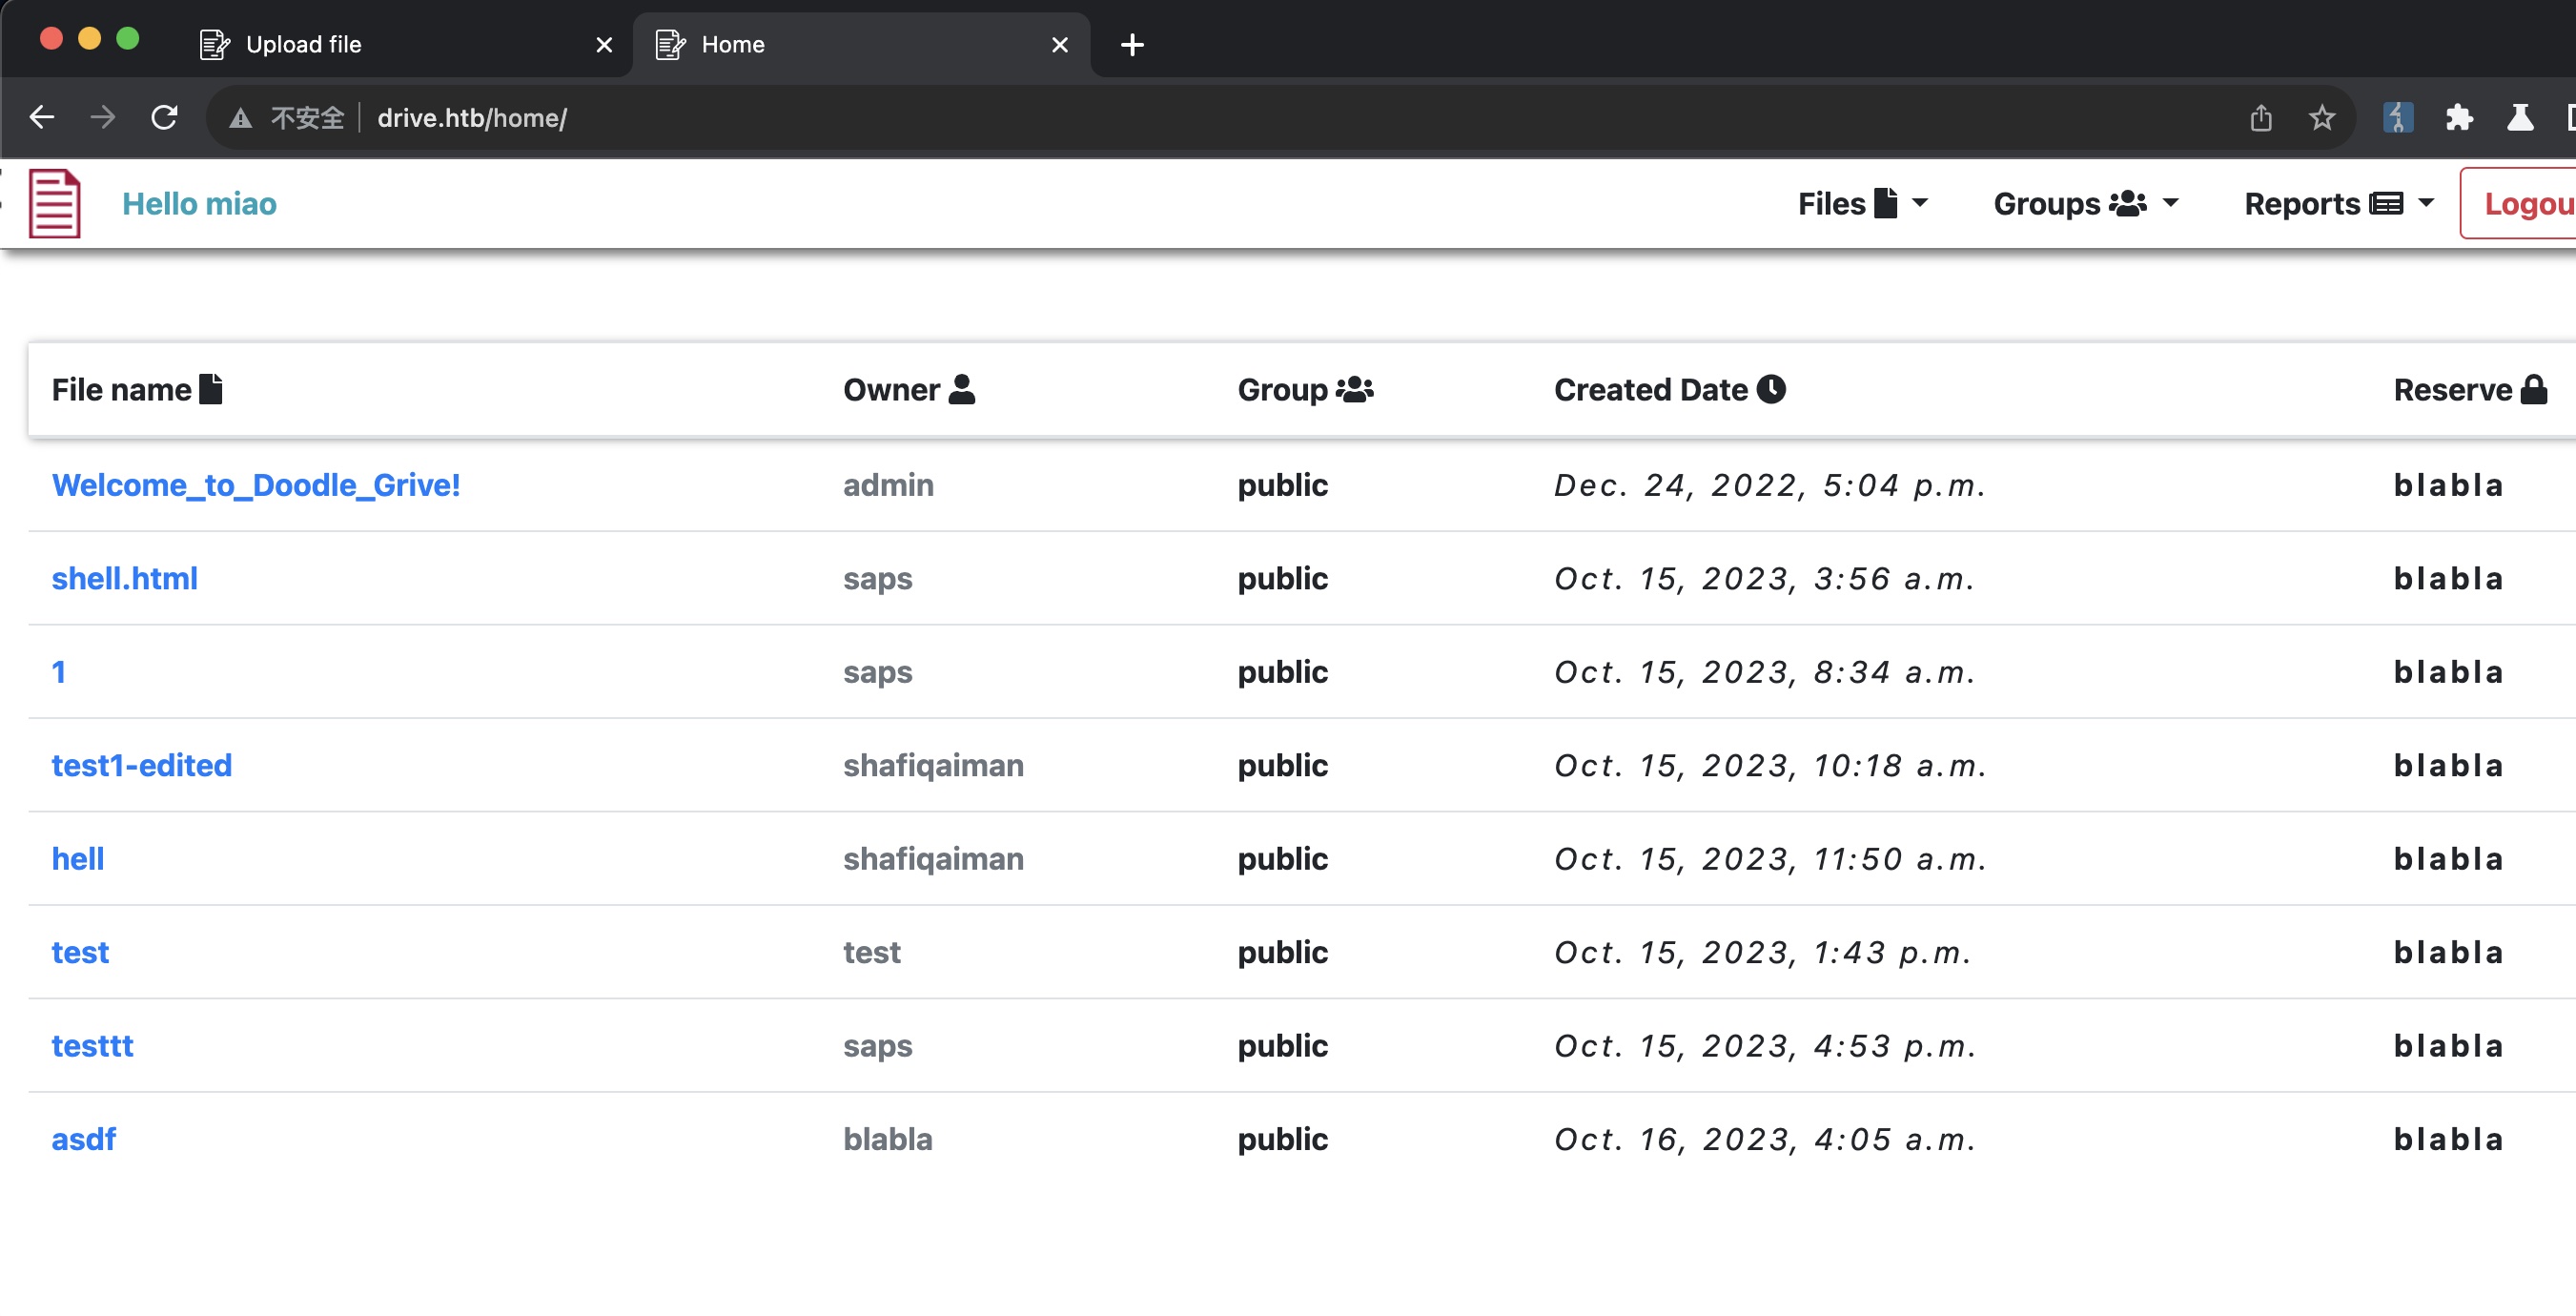 Upload file
Home
不安全 drive.htb/home/
Hello miao Files Groups Reports Logou
File name Owner Group Created Date Reserve
Welcome_to_Doodle_Grive! admin public Dec. 24, 2022, 5:04 p.m. blabla
shell.html saps public Oct. 15, 2023, 3:56 a.m. blabla
1 saps public Oct. 15, 2023, 8:34 a.m. blabla
test1-edited shafiqaiman public Oct. 15, 2023, 10:18 a.m. blabla
hell shafiqaiman public Oct. 15, 2023, 11:50 a.m. blabla
test test public Oct. 15, 2023, 1:43 p.m. blabla
testtt saps public Oct. 15, 2023, 4:53 p.m. blabla
asdf blabla public Oct. 16, 2023, 4:05 a.m. blabla